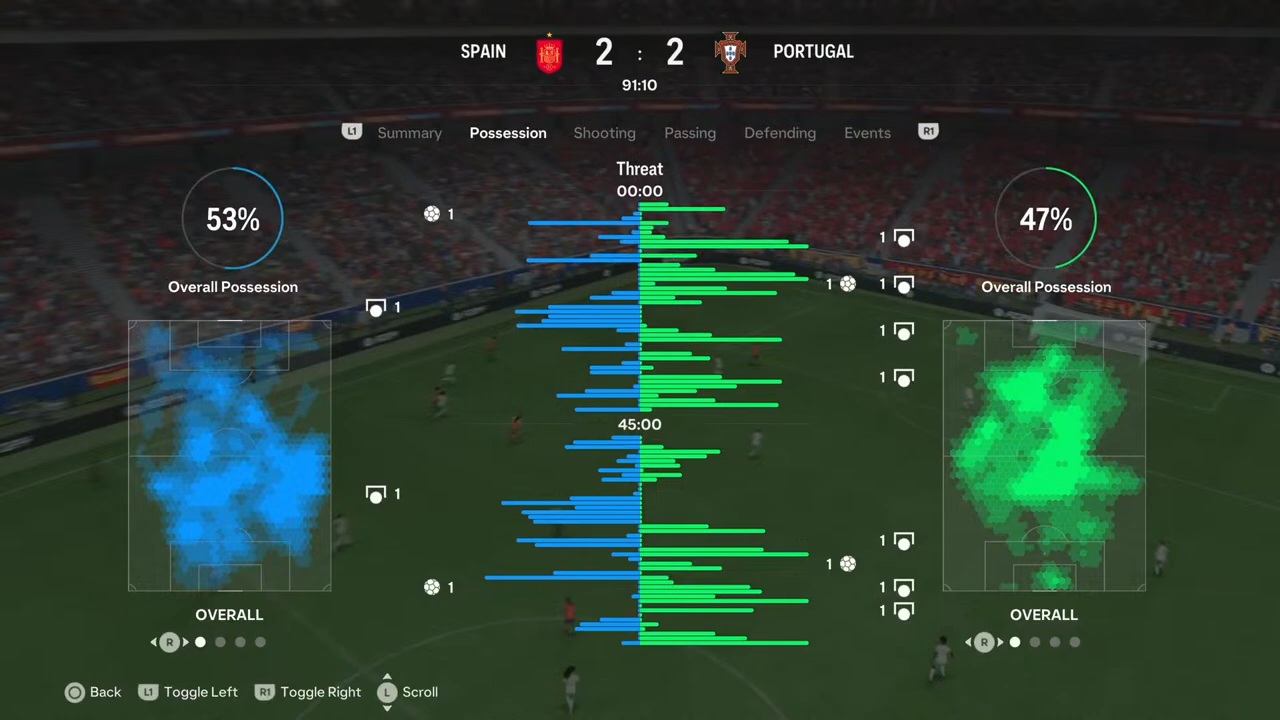 SPAIN 2 : 2 PORTUGAL
91:10
L1 Summary Possession Shooting Passing Defending Events R1
Threat
00:00
53%
Overall Possession
47%
Overall Possession
1
1
1
1
1
1
1
1
45:00
1
1
1
1
1
1
OVERALL
OVERALL
R
R
Back L1 Toggle Left R1 Toggle Right L Scroll